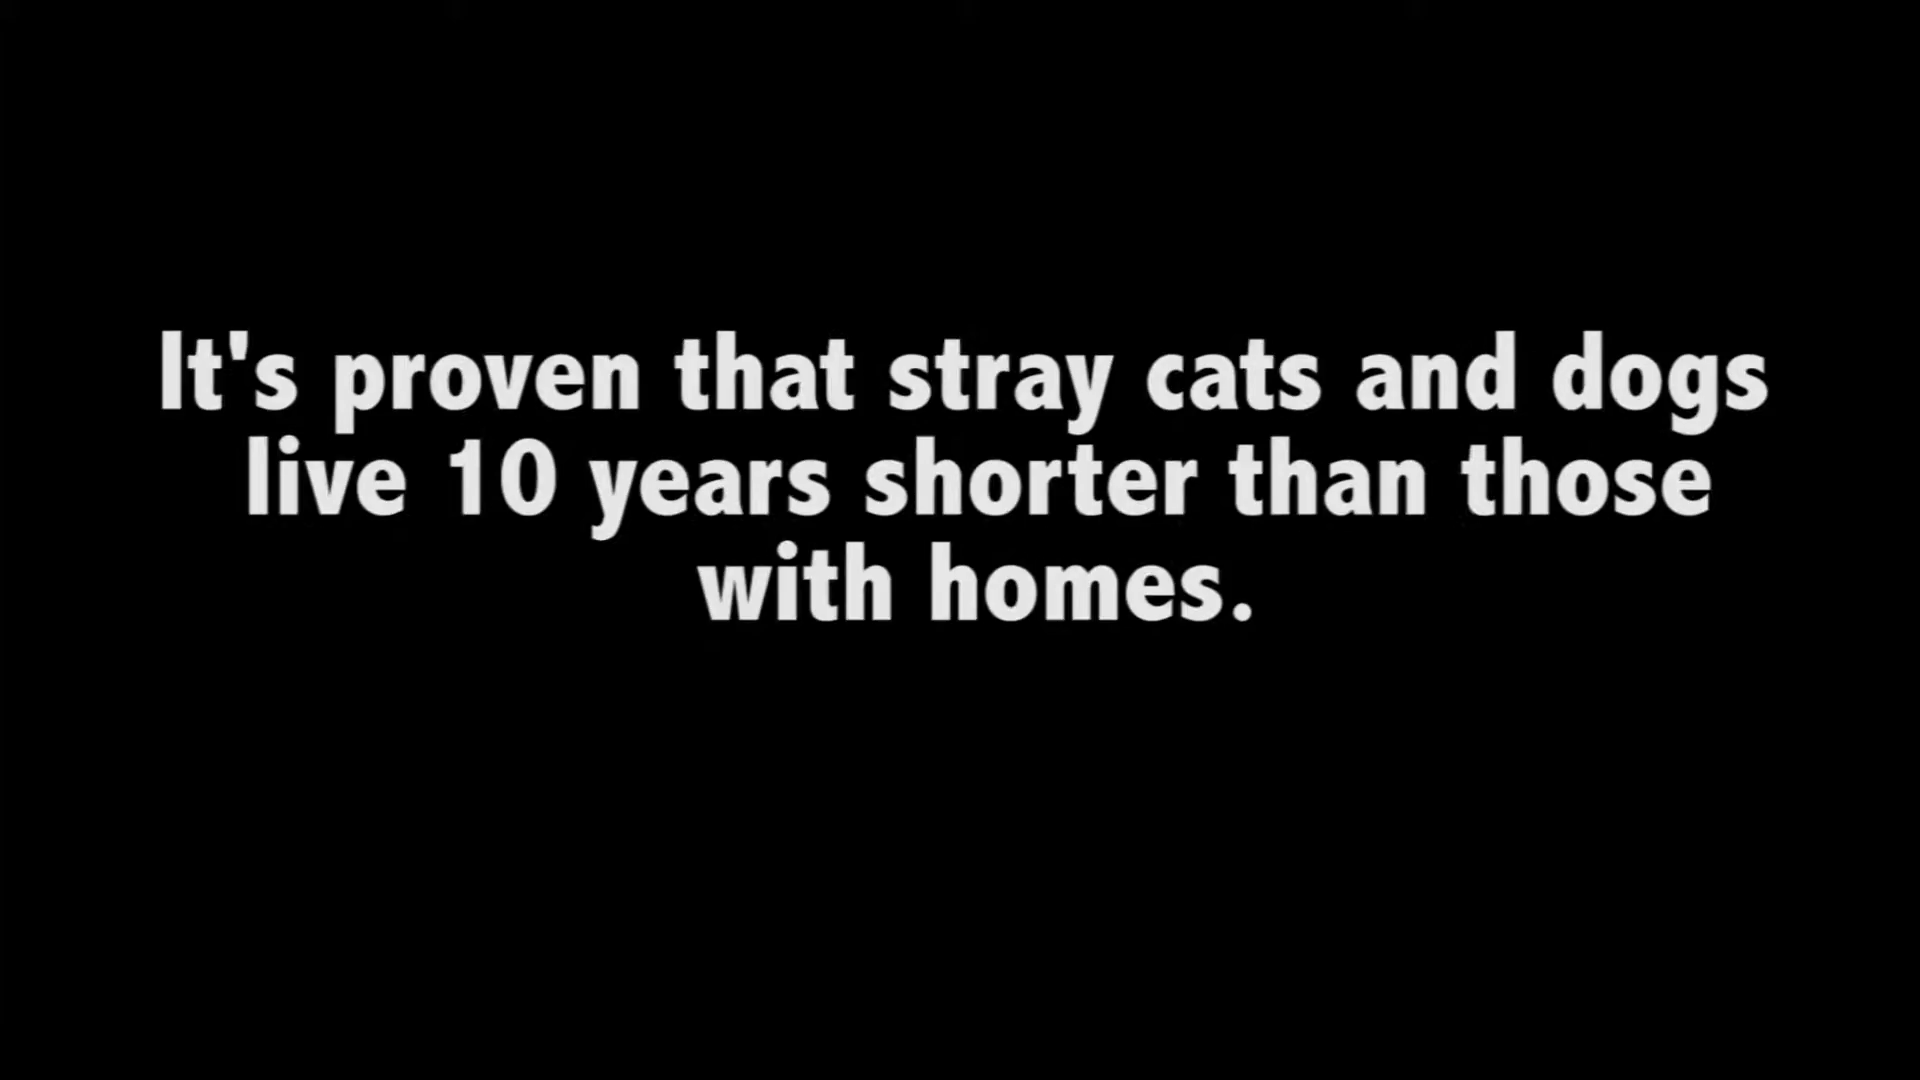 It's proven that stray cats and dogs
live 10 years shorter than those
with homes.